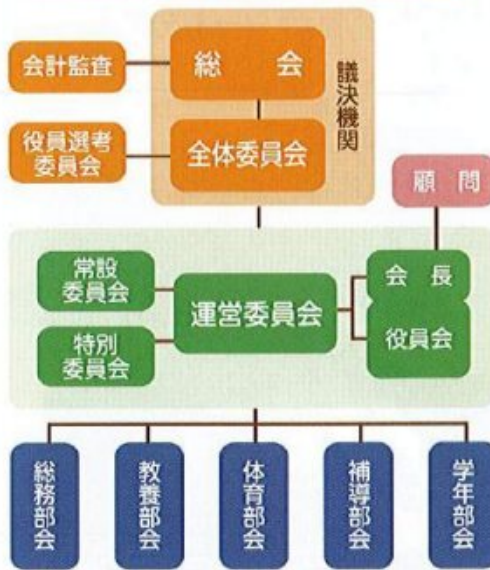 会計監査
総会
議決機関
役員選考
委員会
全体委員会
顧問
常設
委員会
運営委員会
会長
特別
委員会
役員会
総務部会
教養部会
体育部会
補導部会
学年部会